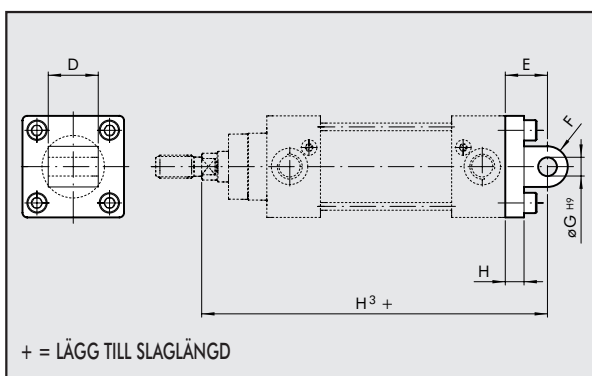 D
E
F
øG H9
H
H³ +
+ = LÄGG TILL SLAGLÄNGD